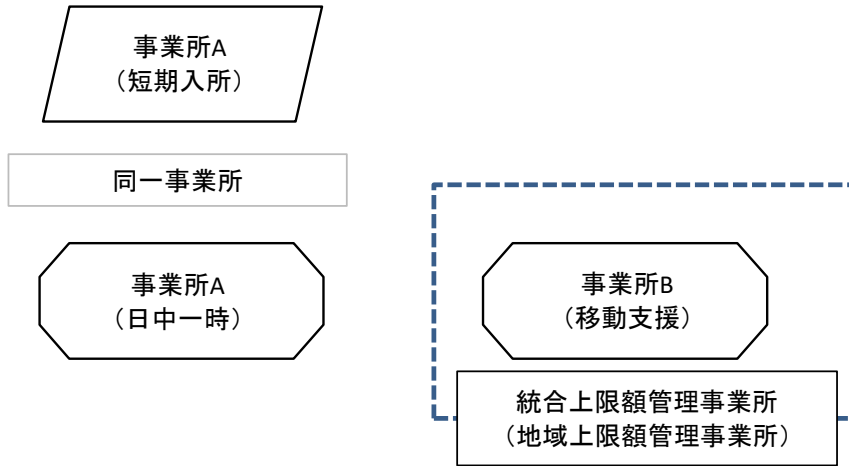 事業所A
（短期入所）
同一事業所
事業所A
（日中一時）
事業所B
（移動支援）
統合上限額管理事業所
（地域上限額管理事業所）